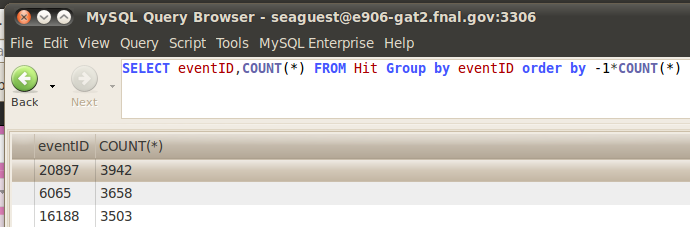 MySQL Query Browser - seaguest@e906-gat2.fnal.gov:3306
File Edit View Query Script Tools MySQL Enterprise Help
SELECT eventID,COUNT(*) FROM Hit Group by eventID order by -1*COUNT(*)
Back Next
eventID COUNT(*)
20897 3942
6065 3658
16188 3503